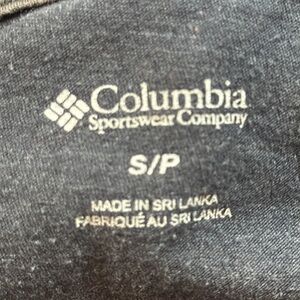 Columbia
Sportswear Company
S/P
MADE IN SRI LANKA
FABRIQUÉ AU SRI LANKA